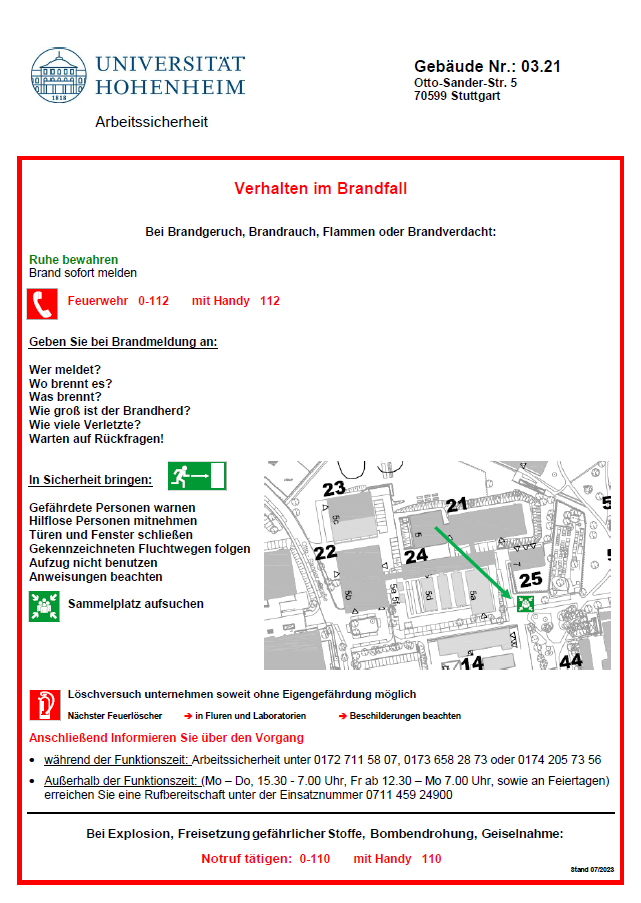 UNIVERSITÄT
HOHENHEIM
1818
Arbeitssicherheit
Gebäude Nr.: 03.21
Otto-Sander-Str. 5
70599 Stuttgart
Verhalten im Brandfall
Bei Brandgeruch, Brandrauch, Flammen oder Brandverdacht:
Ruhe bewahren
Brand sofort melden
Feuerwehr 0-112 mit Handy 112
Geben Sie bei Brandmeldung an:
Wer meldet?
Wo brennt es?
Was brennt?
Wie groß ist der Brandherd?
Wie viele Verletzte?
Warten auf Rückfragen!
In Sicherheit bringen:
Gefährdete Personen warnen
Hilflose Personen mitnehmen
Türen und Fenster schließen
Gekennzeichneten Fluchtwegen folgen
Aufzug nicht benutzen
Anweisungen beachten
Sammelplatz aufsuchen
23
21
5
5c
22
24
5
7
25
5b
5a
5d
14
44
Löschversuch unternehmen soweit ohne Eigengefährdung möglich
Nächster Feuerlöscher ➔ in Fluren und Laboratorien ➔ Beschilderungen beachten
Anschließend Informieren Sie über den Vorgang
• während der Funktionszeit: Arbeitssicherheit unter 0172 711 58 07, 0173 658 28 73 oder 0174 205 73 56
• Außerhalb der Funktionszeit: (Mo – Do, 15.30 - 7.00 Uhr, Fr ab 12.30 – Mo 7.00 Uhr, sowie an Feiertagen)
erreichen Sie eine Rufbereitschaft unter der Einsatznummer 0711 459 24900
Bei Explosion, Freisetzung gefährlicher Stoffe, Bombendrohung, Geiselnahme:
Notruf tätigen: 0-110 mit Handy 110
Stand 07/2023